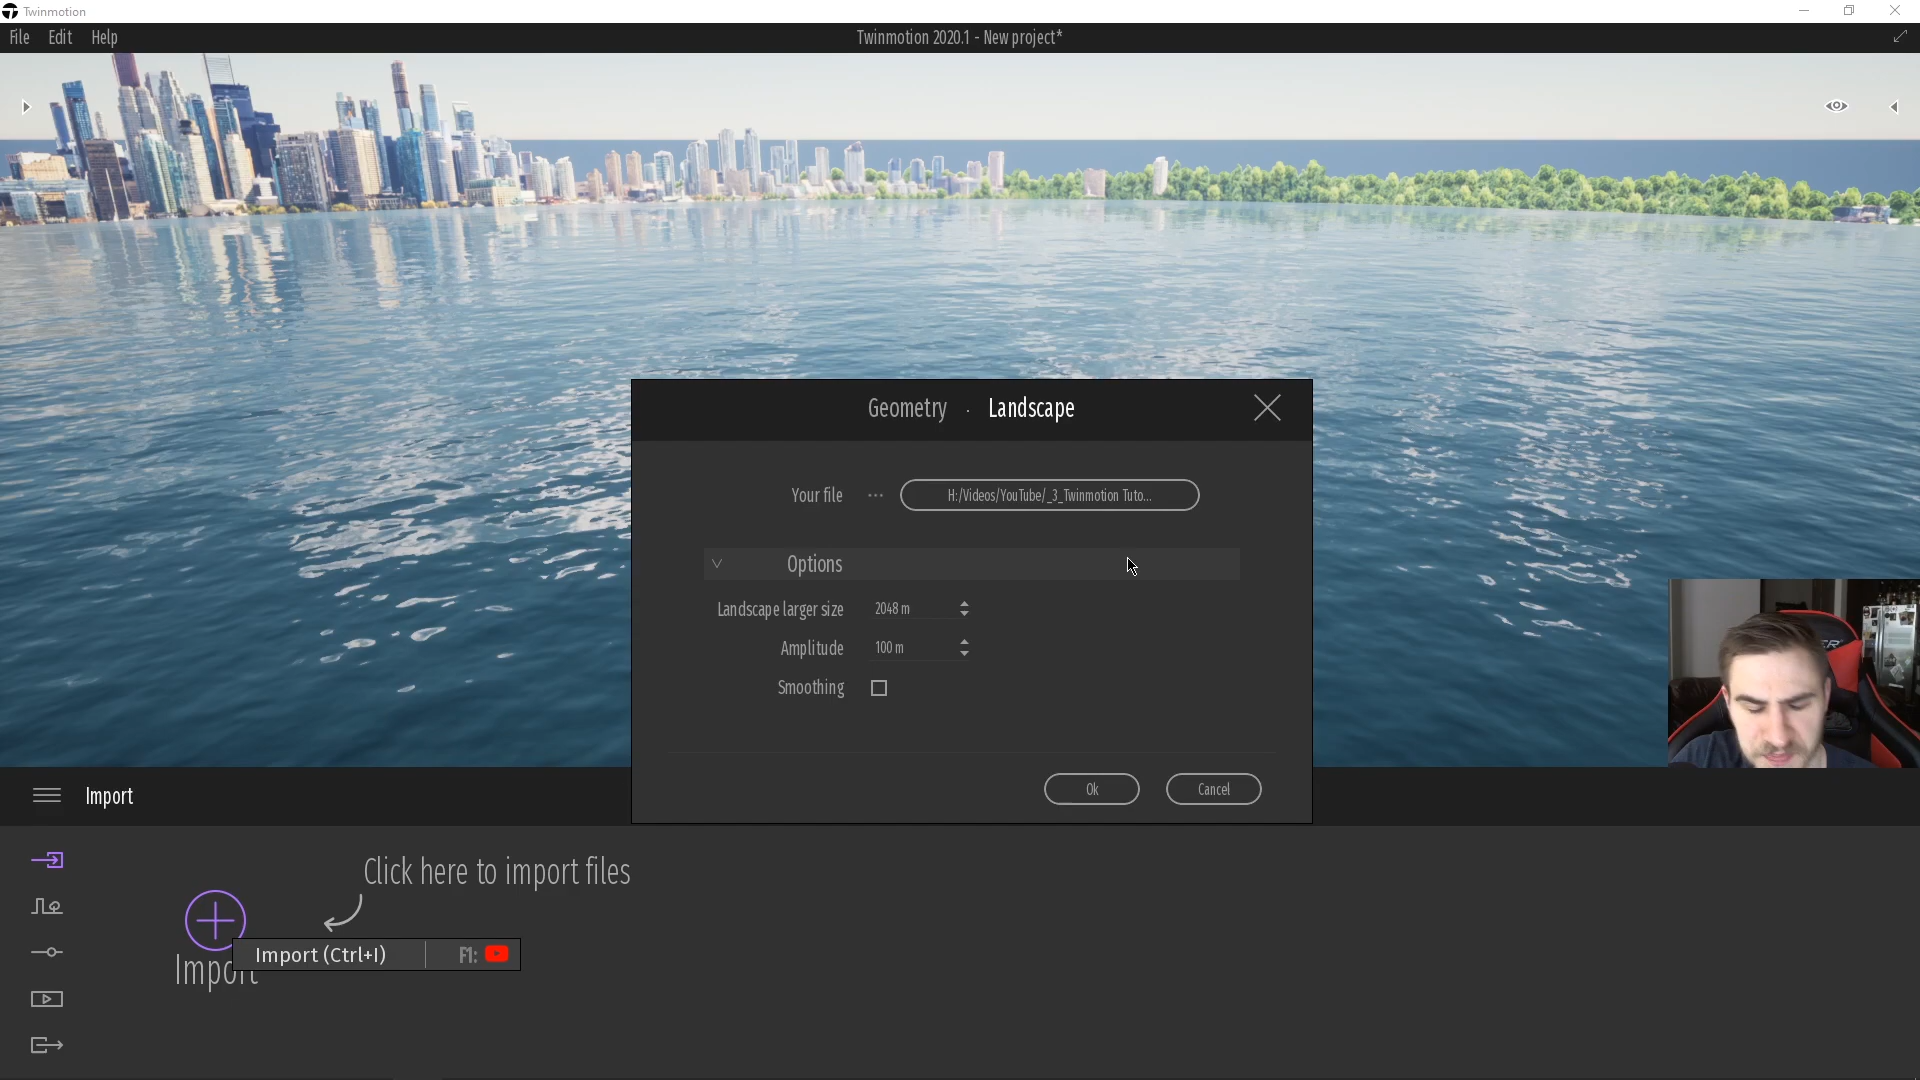 Twinmotion
File Edit Help
Twinmotion 2020.1 - New project*
Geometry · Landscape
Your file ... H:/Videos/YouTube/_3_Twinmotion Tuto...
Options
Landscape larger size 2048 m
Amplitude 100 m
Smoothing
Ok Cancel
Import
Click here to import files
Import (Ctrl+I) F1:
Import